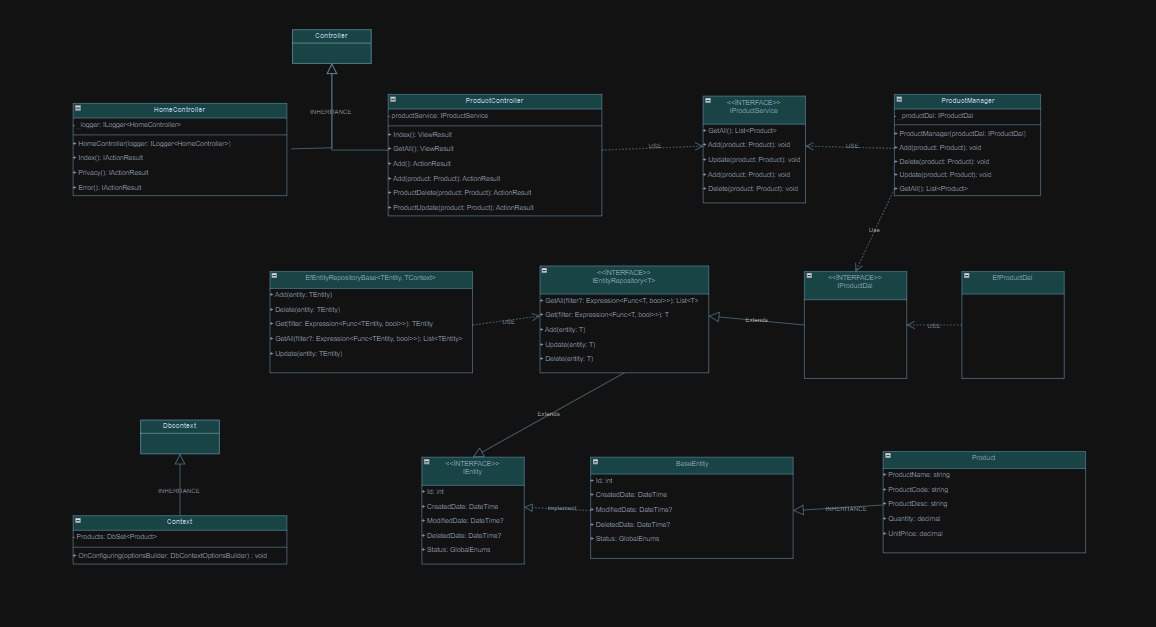 Controller
INHERITANCE
HomeController
- _logger: ILogger<HomeController>
+ HomeController(logger: ILogger<HomeController>)
+ Index(): IActionResult
+ Privacy(): IActionResult
+ Error(): IActionResult
ProductController
- productService: IProductService
+ Index(): ViewResult
+ GetAll(): ViewResult
+ Add(): ActionResult
+ Add(product: Product): ActionResult
+ ProductDelete(product: Product): ActionResult
+ ProductUpdate(product: Product): ActionResult
USE
<<INTERFACE>>
IProductService
+ GetAll(): List<Product>
+ Add(product: Product): void
+ Update(product: Product): void
+ Add(product: Product): void
+ Delete(product: Product): void
USE
ProductManager
- _productDal: IProductDal
+ ProductManager(productDal: IProductDal)
+ Add(product: Product): void
+ Delete(product: Product): void
+ Update(product: Product): void
+ GetAll(): List<Product>
Use
EfEntityRepositoryBase<TEntity, TContext>
+ Add(entity: TEntity)
+ Delete(entity: TEntity)
+ Get(filter: Expression<Func<TEntity, bool>>): TEntity
+ GetAll(filter?: Expression<Func<TEntity, bool>>): List<TEntity>
+ Update(entity: TEntity)
USE
<<INTERFACE>>
IEntityRepository<T>
+ GetAll(filter?: Expression<Func<T, bool>>): List<T>
+ Get(filter: Expression<Func<T, bool>>): T
+ Add(entity: T)
+ Update(entity: T)
+ Delete(entity: T)
Extends
<<INTERFACE>>
IProductDal
USE
EfProductDal
Extends
Dbcontext
INHERITANCE
Context
- Products: DbSet<Product>
+ OnConfiguring(optionsBuilder: DbContextOptionsBuilder) : void
<<INTERFACE>>
IEntity
+ Id: int
+ CreatedDate: DateTime
+ ModifiedDate: DateTime?
+ DeletedDate: DateTime?
+ Status: GlobalEnums
implement
BaseEntity
+ Id: int
+ CreatedDate: DateTime
+ ModifiedDate: DateTime?
+ DeletedDate: DateTime?
+ Status: GlobalEnums
INHERITANCE
Product
+ ProductName: string
+ ProductCode: string
+ ProductDesc: string
+ Quantity: decimal
+ UnitPrice: decimal